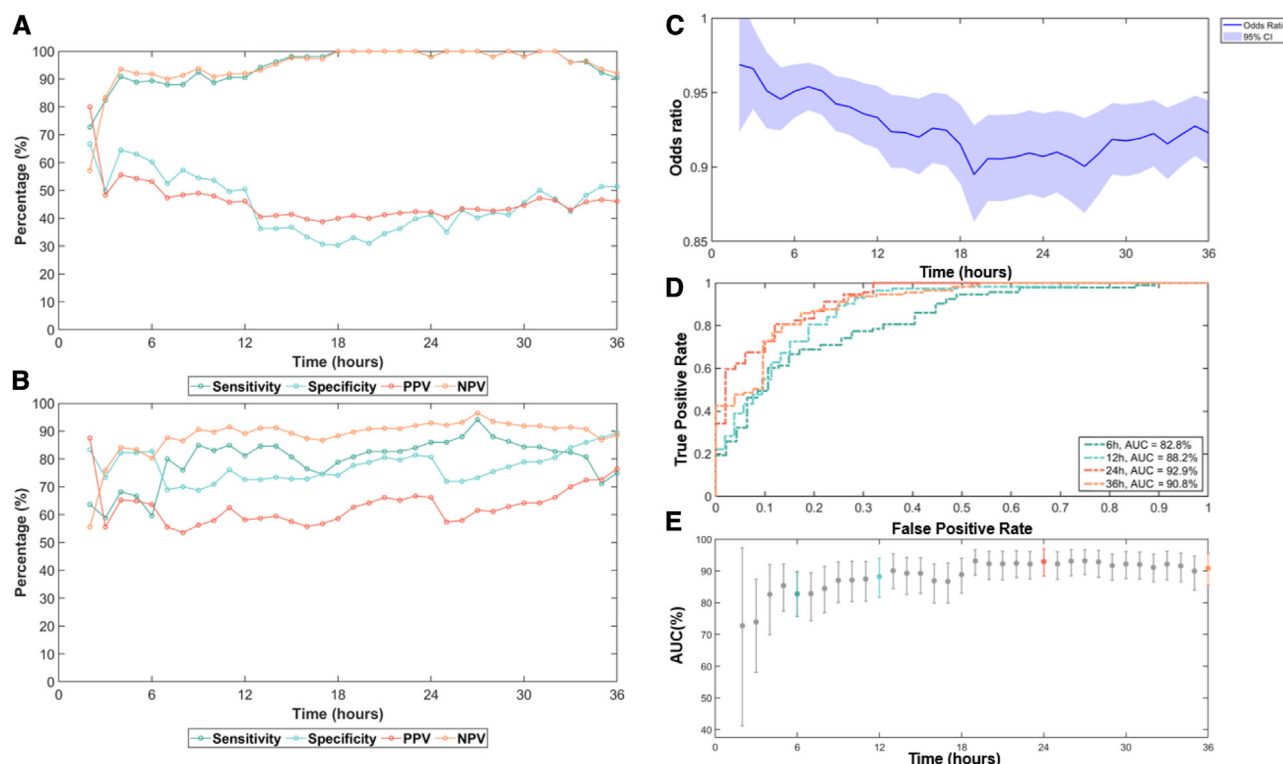 A
100
90
80
70
60
50
40
30
20
10
0
Percentage (%)
0 6 12 18 24 30 36
Time (hours)
Sensitivity Specificity PPV NPV
B
100
90
80
70
60
50
40
30
20
10
0
Percentage (%)
0 6 12 18 24 30 36
Time (hours)
Sensitivity Specificity PPV NPV
C
1
0.95
0.9
0.85
Odds ratio
0 6 12 18 24 30 36
Time (hours)
Odds Ratio
95% CI
D
1
0.8
0.6
0.4
0.2
0
True Positive Rate
0 0.1 0.2 0.3 0.4 0.5 0.6 0.7 0.8 0.9 1
False Positive Rate
6h, AUC = 82.8%
12h, AUC = 88.2%
24h, AUC = 92.9%
36h, AUC = 90.8%
E
100
90
80
70
60
50
40
AUC(%)
0 6 12 18 24 30 36
Time (hours)